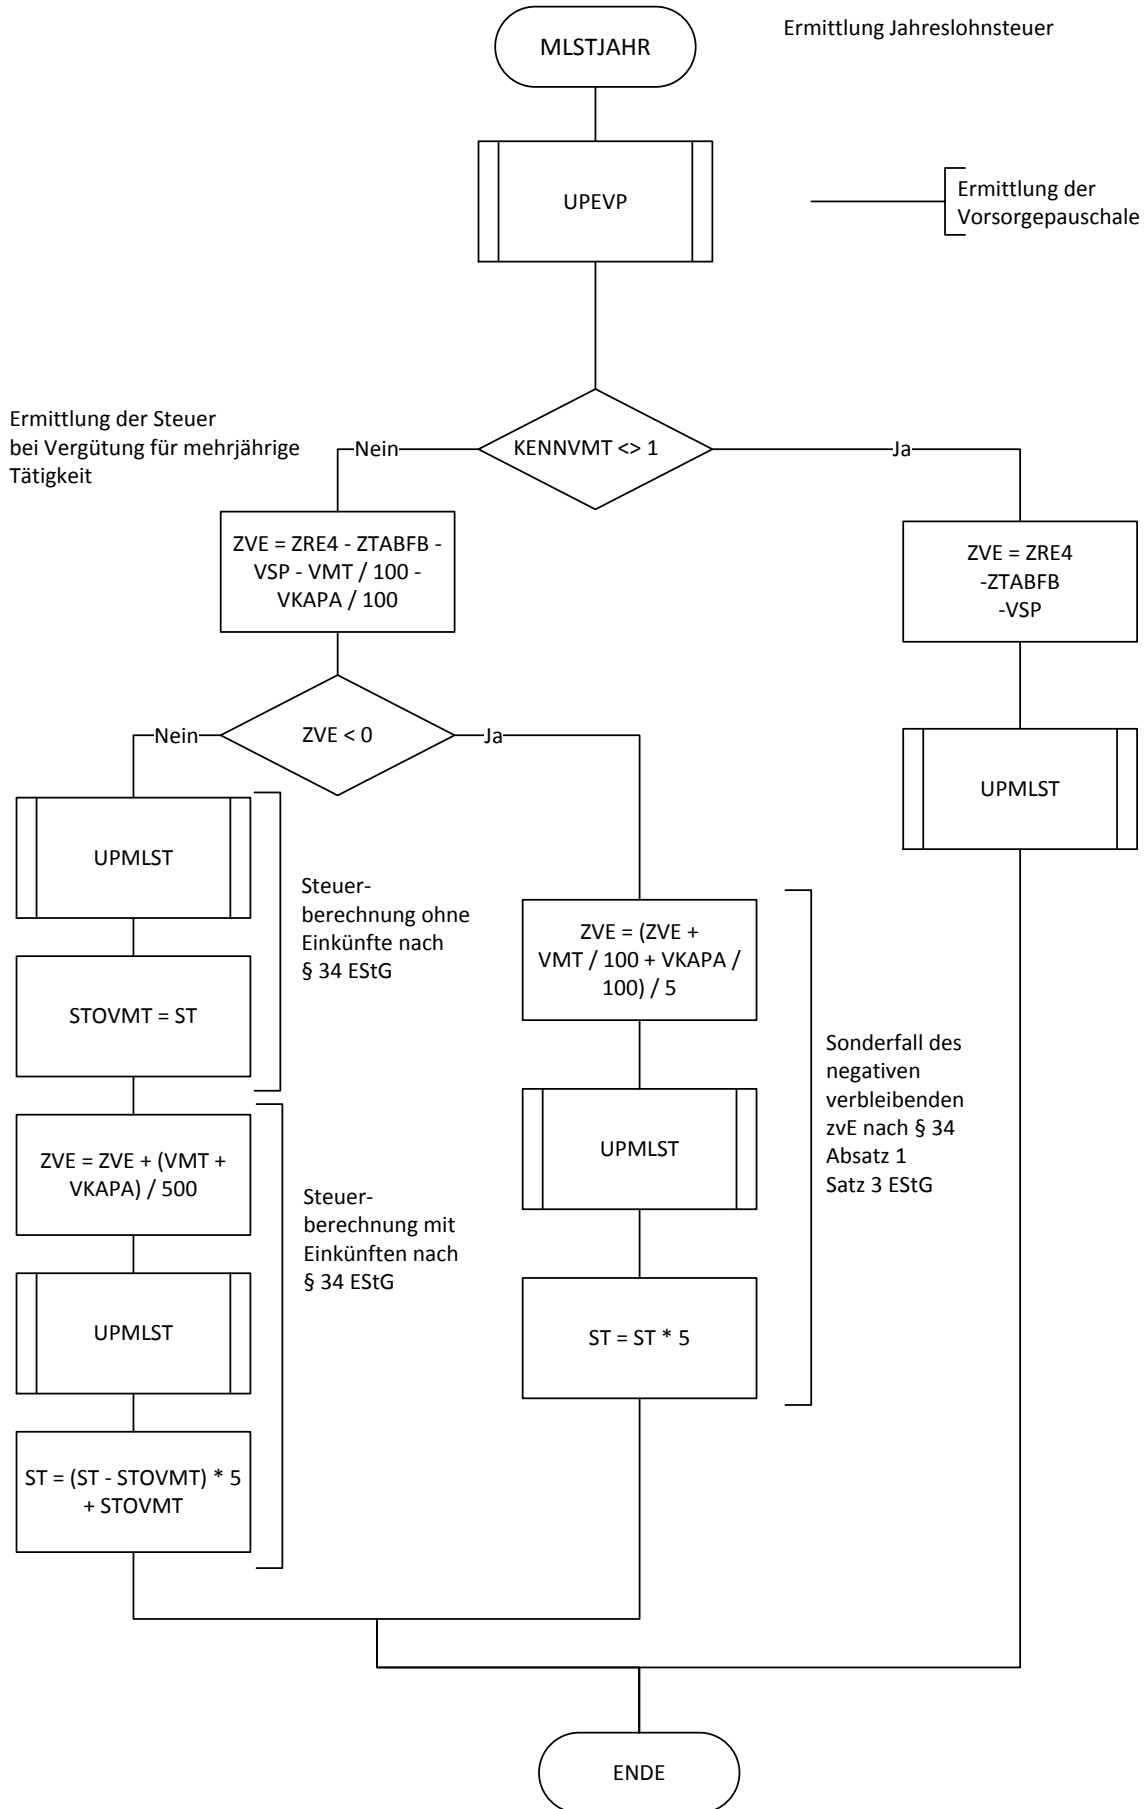 MLSTJAHR
Ermittlung Jahreslohnsteuer
UPEVP
Ermittlung der
Vorsorgepauschale
Ermittlung der Steuer
bei Vergütung für mehrjährige
Tätigkeit
Nein
KENNVMT <> 1
Ja
ZVE = ZRE4 - ZTABFB -
VSP - VMT / 100 -
VKAPA / 100
ZVE = ZRE4
-ZTABFB
-VSP
Nein
ZVE < 0
Ja
UPMLST
UPMLST
Steuer-
berechnung ohne
Einkünfte nach
§ 34 EStG
STOVMT = ST
ZVE = (ZVE +
VMT / 100 + VKAPA /
100) / 5
Sonderfall des
negativen
verbleibenden
zvE nach § 34
Absatz 1
Satz 3 EStG
UPMLST
ZVE = ZVE + (VMT +
VKAPA) / 500
Steuer-
berechnung mit
Einkünften nach
§ 34 EStG
UPMLST
ST = ST * 5
ST = (ST - STOVMT) * 5
+ STOVMT
ENDE